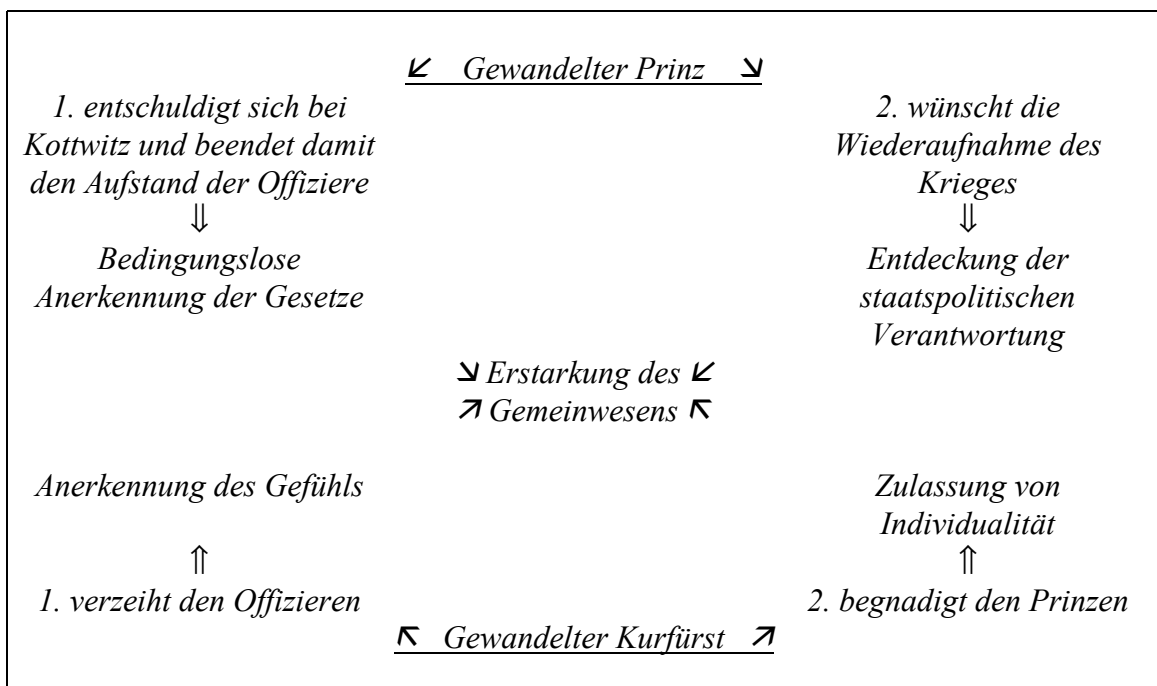 ↙ Gewandelter Prinz ↘
1. entschuldigt sich bei
Kottwitz und beendet damit
den Aufstand der Offiziere
⇓
Bedingungslose
Anerkennung der Gesetze
2. wünscht die
Wiederaufnahme des
Krieges
⇓
Entdeckung der
staatspolitischen
Verantwortung
↘ Erstarkung des ↙
↗ Gemeinwesens ↖
Anerkennung des Gefühls
⇑
1. verzeiht den Offizieren
Zulassung von
Individualität
⇑
2. begnadigt den Prinzen
↖ Gewandelter Kurfürst ↗